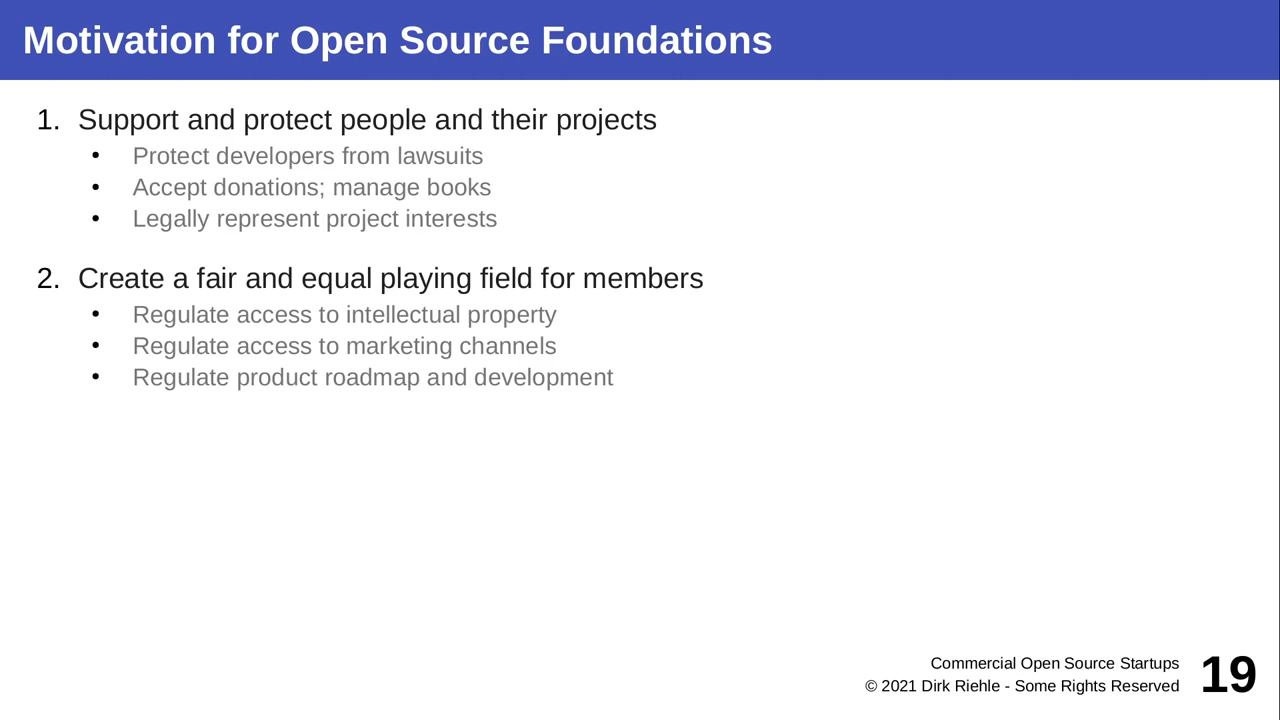 Motivation for Open Source Foundations
1. Support and protect people and their projects
• Protect developers from lawsuits
• Accept donations; manage books
• Legally represent project interests
2. Create a fair and equal playing field for members
• Regulate access to intellectual property
• Regulate access to marketing channels
• Regulate product roadmap and development
Commercial Open Source Startups
© 2021 Dirk Riehle - Some Rights Reserved
19